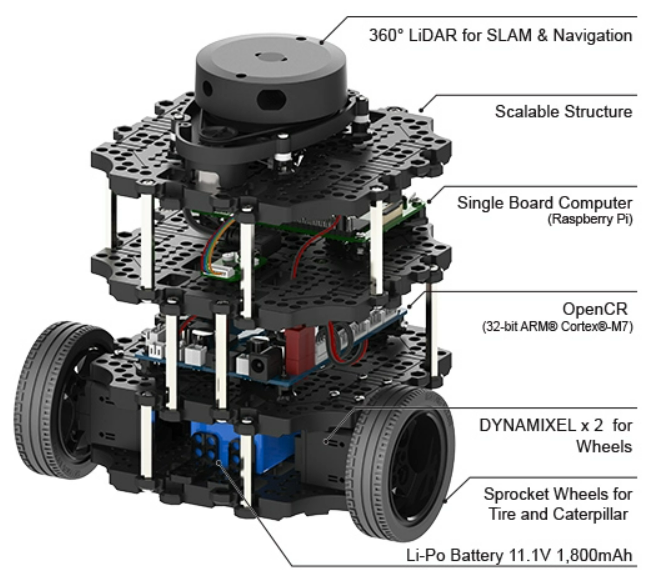 360° LiDAR for SLAM & Navigation
Scalable Structure
Single Board Computer
(Raspberry Pi)
OpenCR
(32-bit ARM® Cortex®-M7)
DYNAMIXEL x 2 for
Wheels
Sprocket Wheels for
Tire and Caterpillar
Li-Po Battery 11.1V 1,800mAh